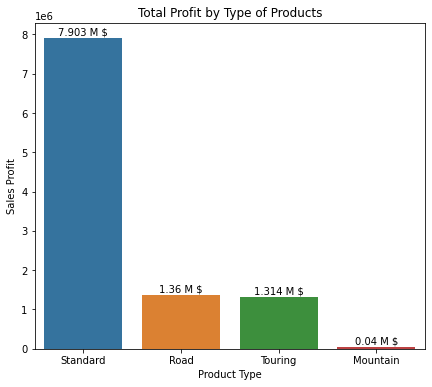 Total Profit by Type of Products
1e6
8
7
6
5
4
3
2
1
0
Sales Profit
7.903 M $
1.36 M $
1.314 M $
0.04 M $
Standard
Road
Touring
Mountain
Product Type